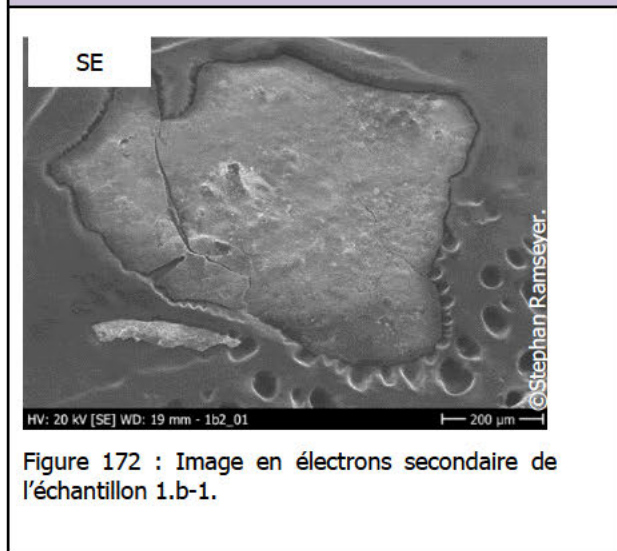 SE
©Stephan Ramseyer.
HV: 20 kV [SE] WD: 19 mm - 1b2_01
200 µm
Figure 172 : Image en électrons secondaire de
l’échantillon 1.b-1.